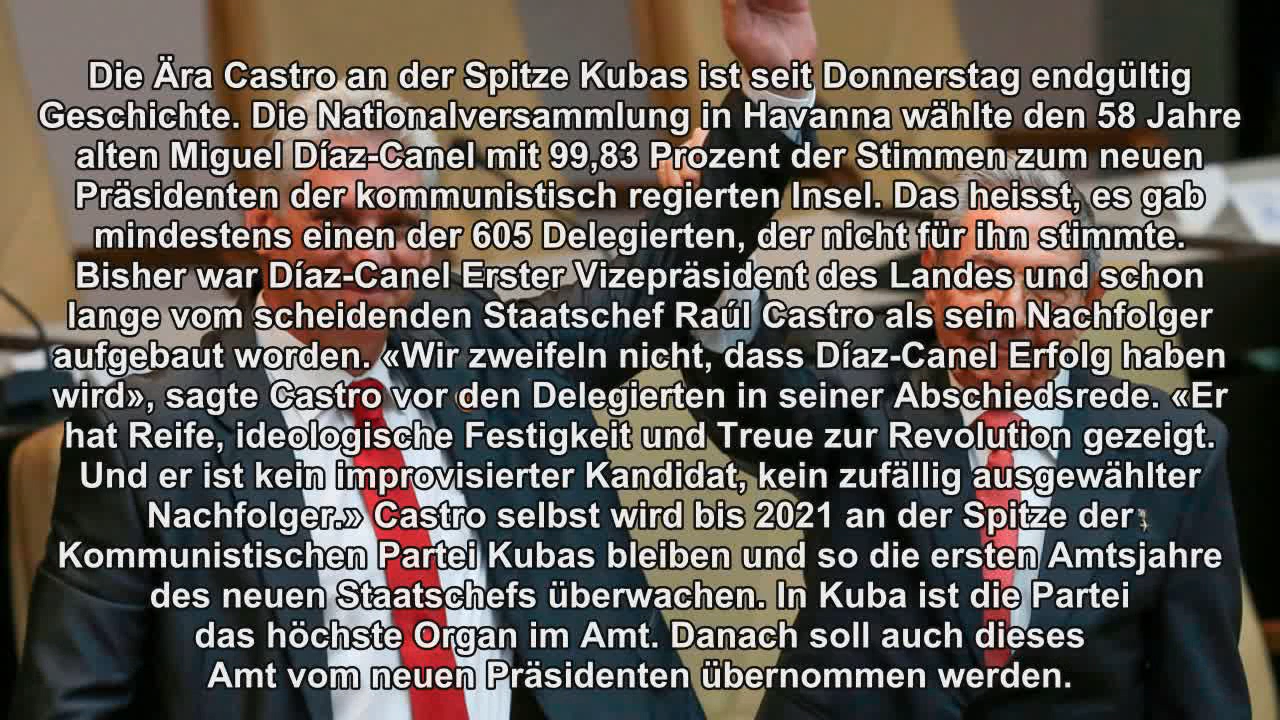 Die Ära Castro an der Spitze Kubas ist seit Donnerstag endgültig
Geschichte. Die Nationalversammlung in Havanna wählte den 58 Jahre
alten Miguel Díaz-Canel mit 99,83 Prozent der Stimmen zum neuen
Präsidenten der kommunistisch regierten Insel. Das heisst, es gab
mindestens einen der 605 Delegierten, der nicht für ihn stimmte.
Bisher war Díaz-Canel Erster Vizepräsident des Landes und schon
lange vom scheidenden Staatschef Raúl Castro als sein Nachfolger
aufgebaut worden. «Wir zweifeln nicht, dass Díaz-Canel Erfolg haben
wird», sagte Castro vor den Delegierten in seiner Abschiedsrede. «Er
hat Reife, ideologische Festigkeit und Treue zur Revolution gezeigt.
Und er ist kein improvisierter Kandidat, kein zufällig ausgewählter
Nachfolger.» Castro selbst wird bis 2021 an der Spitze der
Kommunistischen Partei Kubas bleiben und so die ersten Amtsjahre
des neuen Staatschefs überwachen. In Kuba ist die Partei
das höchste Organ im Amt. Danach soll auch dieses
Amt vom neuen Präsidenten übernommen werden.